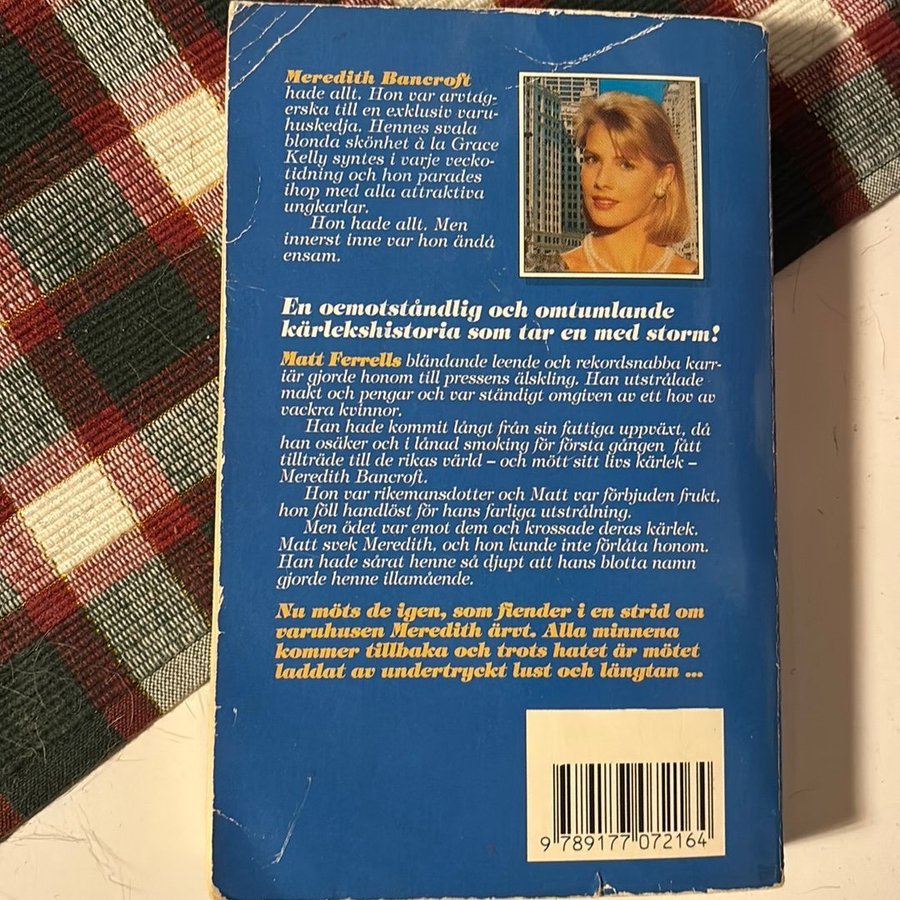 Meredith Bancroft
hade allt. Hon var arvtag-
erska till en exklusiv varu-
huskedja. Hennes svala
blonda skönhet à la Grace
Kelly syntes i varje vecko-
tidning och hon parades
ihop med alla attraktiva
ungkarlar.
Hon hade allt. Men
innerst inne var hon ändå
ensam.
En oemotståndlig och omtumlande
kärlekshistoria som tar en med storm!
Matt Ferrells bländande leende och rekordsnabba karr-
iär gjorde honom till pressens älskling. Han utstrålade
makt och pengar och var ständigt omgiven av ett hov av
vackra kvinnor.
Han hade kommit långt från sin fattiga uppväxt, då
han osäker och i lånad smoking för första gången fått
tillträde till de rikas värld – och mött sitt livs kärlek –
Meredith Bancroft.
Hon var rikemansdotter och Matt var förbjuden frukt,
hon föll handlöst för hans farliga utstrålning.
Men ödet var emot dem och krossade deras kärlek.
Matt svek Meredith, och hon kunde inte förlåta honom.
Han hade sårat henne så djupt att hans blotta namn
gjorde henne illamående.
Nu möts de igen, som fiender i en strid om
varuhusen Meredith ärvt. Alla minnena
kommer tillbaka och trots hatet är mötet
laddat av undertryckt lust och längtan ...
9 789177 072164